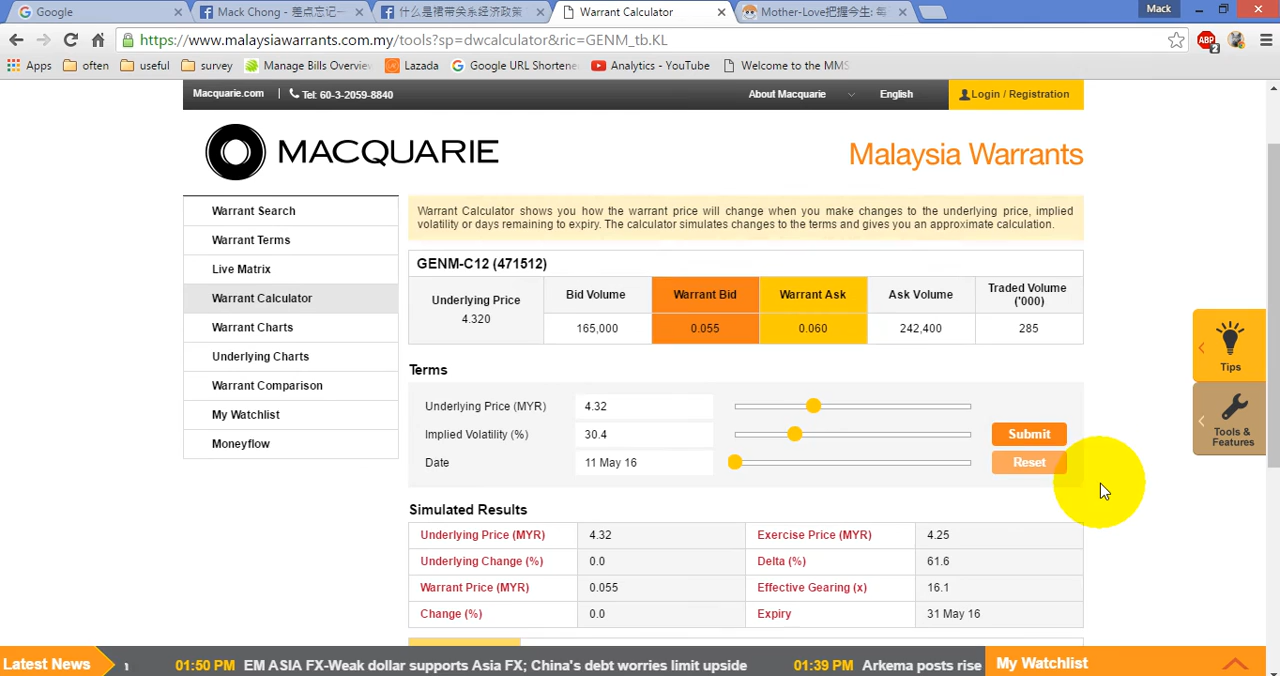 Google
Mack Chong - 差点忘记一
什么是裙带关系经济政策
Warrant Calculator
Mother-Love把握今生: 每
Mack
https://www.malaysiawarrants.com.my/tools?sp=dwcalculator&ric=GENM_tb.KL
ABP
2
Apps
often
useful
survey
Manage Bills Overview
Lazada
Google URL Shortene
Analytics - YouTube
Welcome to the MMS
Macquarie.com | Tel: 60-3-2059-8840
About Macquarie
English
Login / Registration
MACQUARIE
Malaysia Warrants
Warrant Search
Warrant Terms
Live Matrix
Warrant Calculator
Warrant Charts
Underlying Charts
Warrant Comparison
My Watchlist
Moneyflow
Warrant Calculator shows you how the warrant price will change when you make changes to the underlying price, implied
volatility or days remaining to expiry. The calculator simulates changes to the terms and gives you an approximate calculation.
GENM-C12 (471512)
Underlying Price
4.320
Bid Volume
165,000
Warrant Bid
0.055
Warrant Ask
0.060
Ask Volume
242,400
Traded Volume
('000)
285
Terms
Underlying Price (MYR) 4.32
Implied Volatility (%) 30.4
Submit
Date 11 May 16
Reset
Simulated Results
Underlying Price (MYR) 4.32 Exercise Price (MYR) 4.25
Underlying Change (%) 0.0 Delta (%) 61.6
Warrant Price (MYR) 0.055 Effective Gearing (x) 16.1
Change (%) 0.0 Expiry 31 May 16
Tips
Tools &
Features
Latest News
01:50 PM EM ASIA FX-Weak dollar supports Asia FX; China's debt worries limit upside
01:39 PM Arkema posts rise
My Watchlist